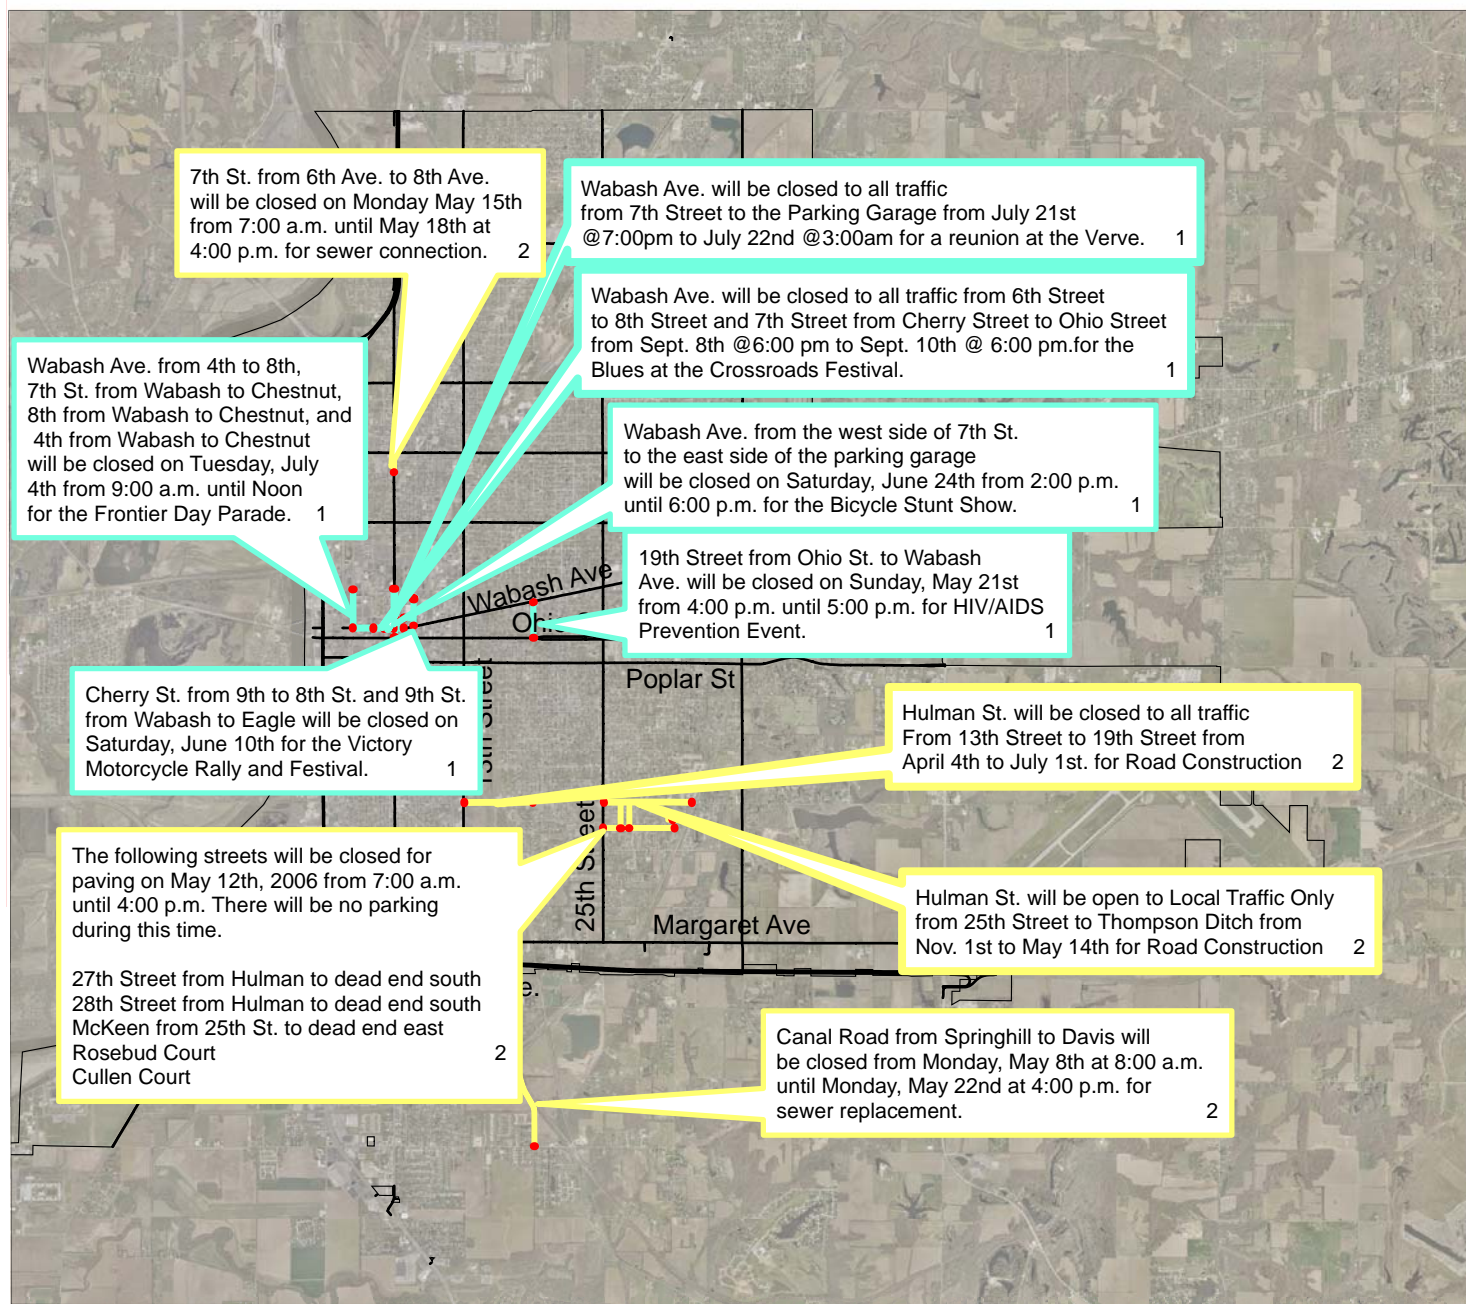 7th St. from 6th Ave. to 8th Ave.
will be closed on Monday May 15th
from 7:00 a.m. until May 18th at
4:00 p.m. for sewer connection. 2
Wabash Ave. will be closed to all traffic
from 7th Street to the Parking Garage from July 21st
@7:00pm to July 22nd @3:00am for a reunion at the Verve. 1
Wabash Ave. will be closed to all traffic from 6th Street
to 8th Street and 7th Street from Cherry Street to Ohio Street
from Sept. 8th @6:00 pm to Sept. 10th @ 6:00 pm.for the
Blues at the Crossroads Festival. 1
Wabash Ave. from 4th to 8th,
7th St. from Wabash to Chestnut,
8th from Wabash to Chestnut, and
4th from Wabash to Chestnut
will be closed on Tuesday, July
4th from 9:00 a.m. until Noon
for the Frontier Day Parade. 1
Wabash Ave. from the west side of 7th St.
to the east side of the parking garage
will be closed on Saturday, June 24th from 2:00 p.m.
until 6:00 p.m. for the Bicycle Stunt Show. 1
19th Street from Ohio St. to Wabash
Ave. will be closed on Sunday, May 21st
from 4:00 p.m. until 5:00 p.m. for HIV/AIDS
Prevention Event. 1
Wabash Ave
Poplar St
Cherry St. from 9th to 8th St. and 9th St.
from Wabash to Eagle will be closed on
Saturday, June 10th for the Victory
Motorcycle Rally and Festival. 1
Street
Hulman St. will be closed to all traffic
From 13th Street to 19th Street from
April 4th to July 1st. for Road Construction 2
25th Street
The following streets will be closed for
paving on May 12th, 2006 from 7:00 a.m.
until 4:00 p.m. There will be no parking
during this time.
27th Street from Hulman to dead end south
28th Street from Hulman to dead end south
McKeen from 25th St. to dead end east
Rosebud Court 2
Cullen Court
Hulman St. will be open to Local Traffic Only
from 25th Street to Thompson Ditch from
Nov. 1st to May 14th for Road Construction 2
Margaret Ave
e.
Canal Road from Springhill to Davis will
be closed from Monday, May 8th at 8:00 a.m.
until Monday, May 22nd at 4:00 p.m. for
sewer replacement. 2